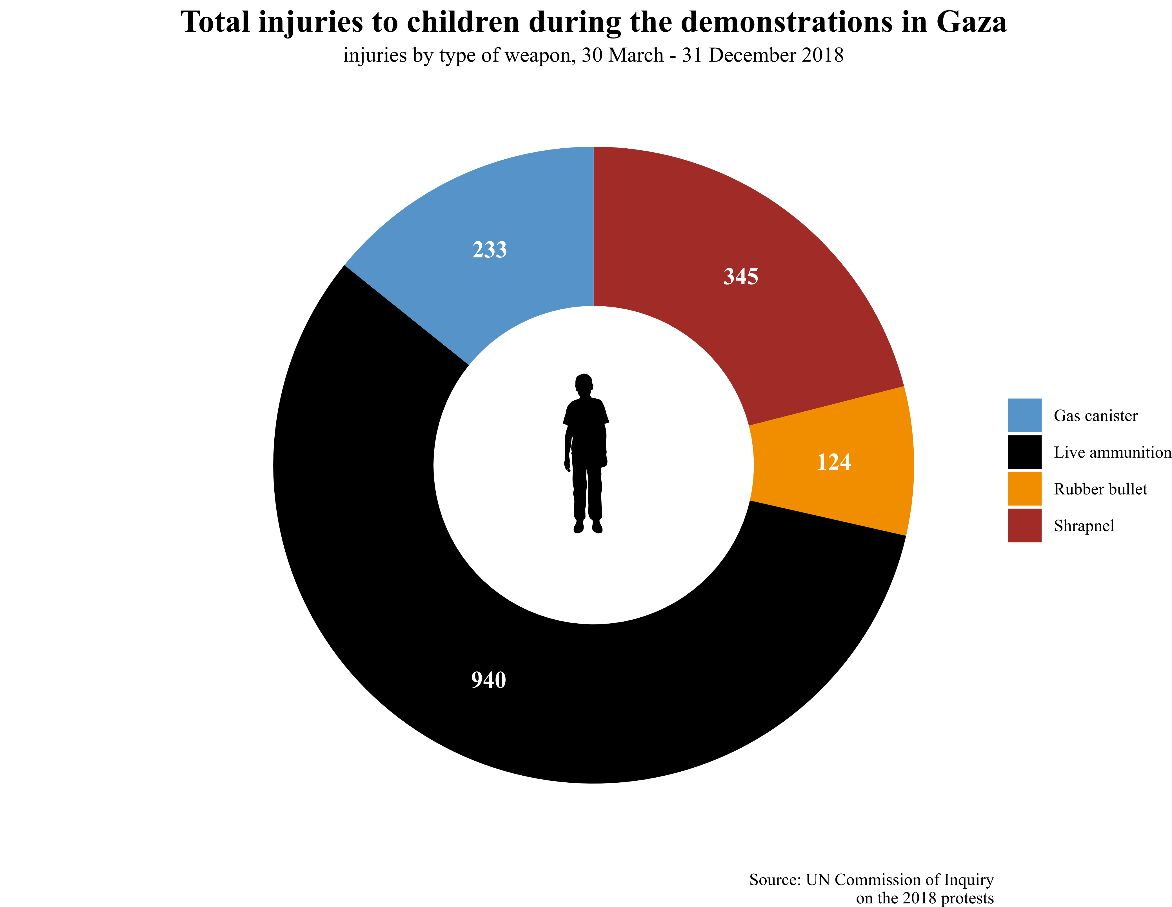 Total injuries to children during the demonstrations in Gaza
injuries by type of weapon, 30 March - 31 December 2018
233
345
124
940
Gas canister
Live ammunition
Rubber bullet
Shrapnel
Source: UN Commission of Inquiry
on the 2018 protests